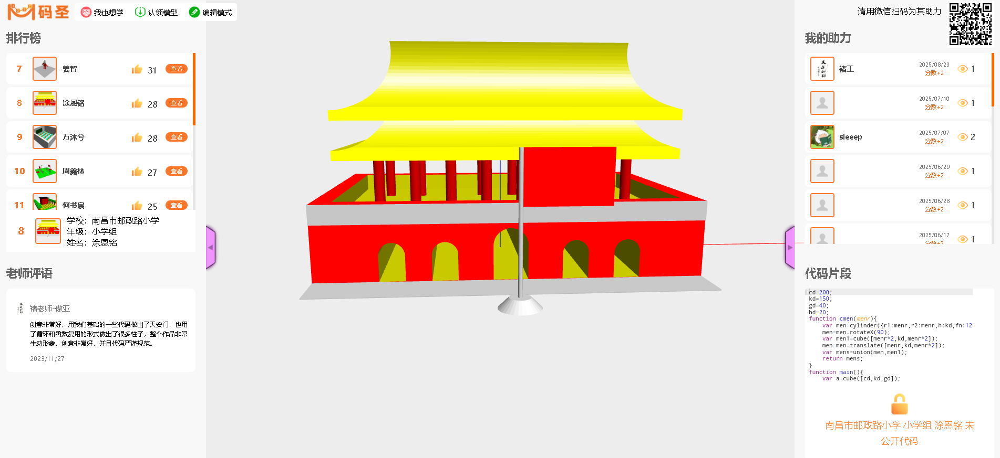 码圣
我也想学
认领模型
编辑模式
请用微信扫码为其助力
排行榜
7 姜智 31 查看
8 涂恩铭 28 查看
9 万沐兮 28 查看
10 周鑫林 27 查看
11 何书宸 25 查看
8
学校：南昌市邮政路小学
年级：小学组
姓名：涂恩铭
老师评语
褚老师-傲亚
创意非常好，用我们基础的一些代码做出了天安门，也用
了循环和函数复用的形式做出了很多柱子，整个作品非常
生动形象，创意非常好，并且代码严谨规范。
2023/11/27
我的助力
褚工 2025/08/23 分数+2 1
2025/07/10 分数+2 1
sleeep 2025/07/07 分数+2 2
2025/06/29 分数+2 1
2025/06/28 分数+2 1
2025/06/17 分数+2 1
代码片段
cd=200;
kd=150;
gd=40;
hd=20;
function cmen(menr){
var men=cylinder({r1:menr,r2:menr,h:kd,fn:12
men=men.rotateX(90);
var men1=cube([menr*2,kd,menr*2]);
men=men.translate([menr,kd,menr*2]);
var mens=union(men,men1);
return mens;
}
function main(){
var a=cube([cd,kd,gd]);
南昌市邮政路小学 小学组 涂恩铭 未
公开代码